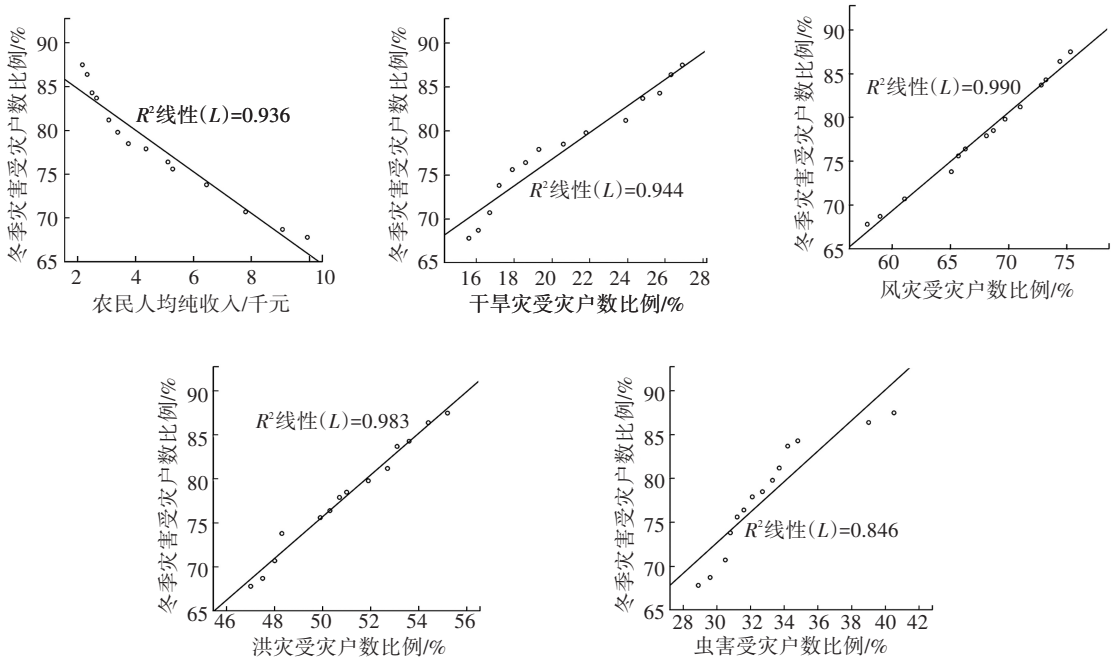 冬季灾害受灾户数比例/%
90
85
80
75
70
65
R²线性(L)=0.936
2 4 6 8 10
农民人均纯收入/千元
冬季灾害受灾户数比例/%
90
85
80
75
70
65
R²线性(L)=0.944
16 18 20 22 24 26 28
干旱灾受灾户数比例/%
冬季灾害受灾户数比例/%
90
85
80
75
70
65
R²线性(L)=0.990
60 65 70 75
风灾受灾户数比例/%
冬季灾害受灾户数比例/%
90
85
80
75
70
65
R²线性(L)=0.983
46 48 50 52 54 56
洪灾受灾户数比例/%
冬季灾害受灾户数比例/%
90
85
80
75
70
65
R²线性(L)=0.846
28 30 32 34 36 38 40 42
虫害受灾户数比例/%